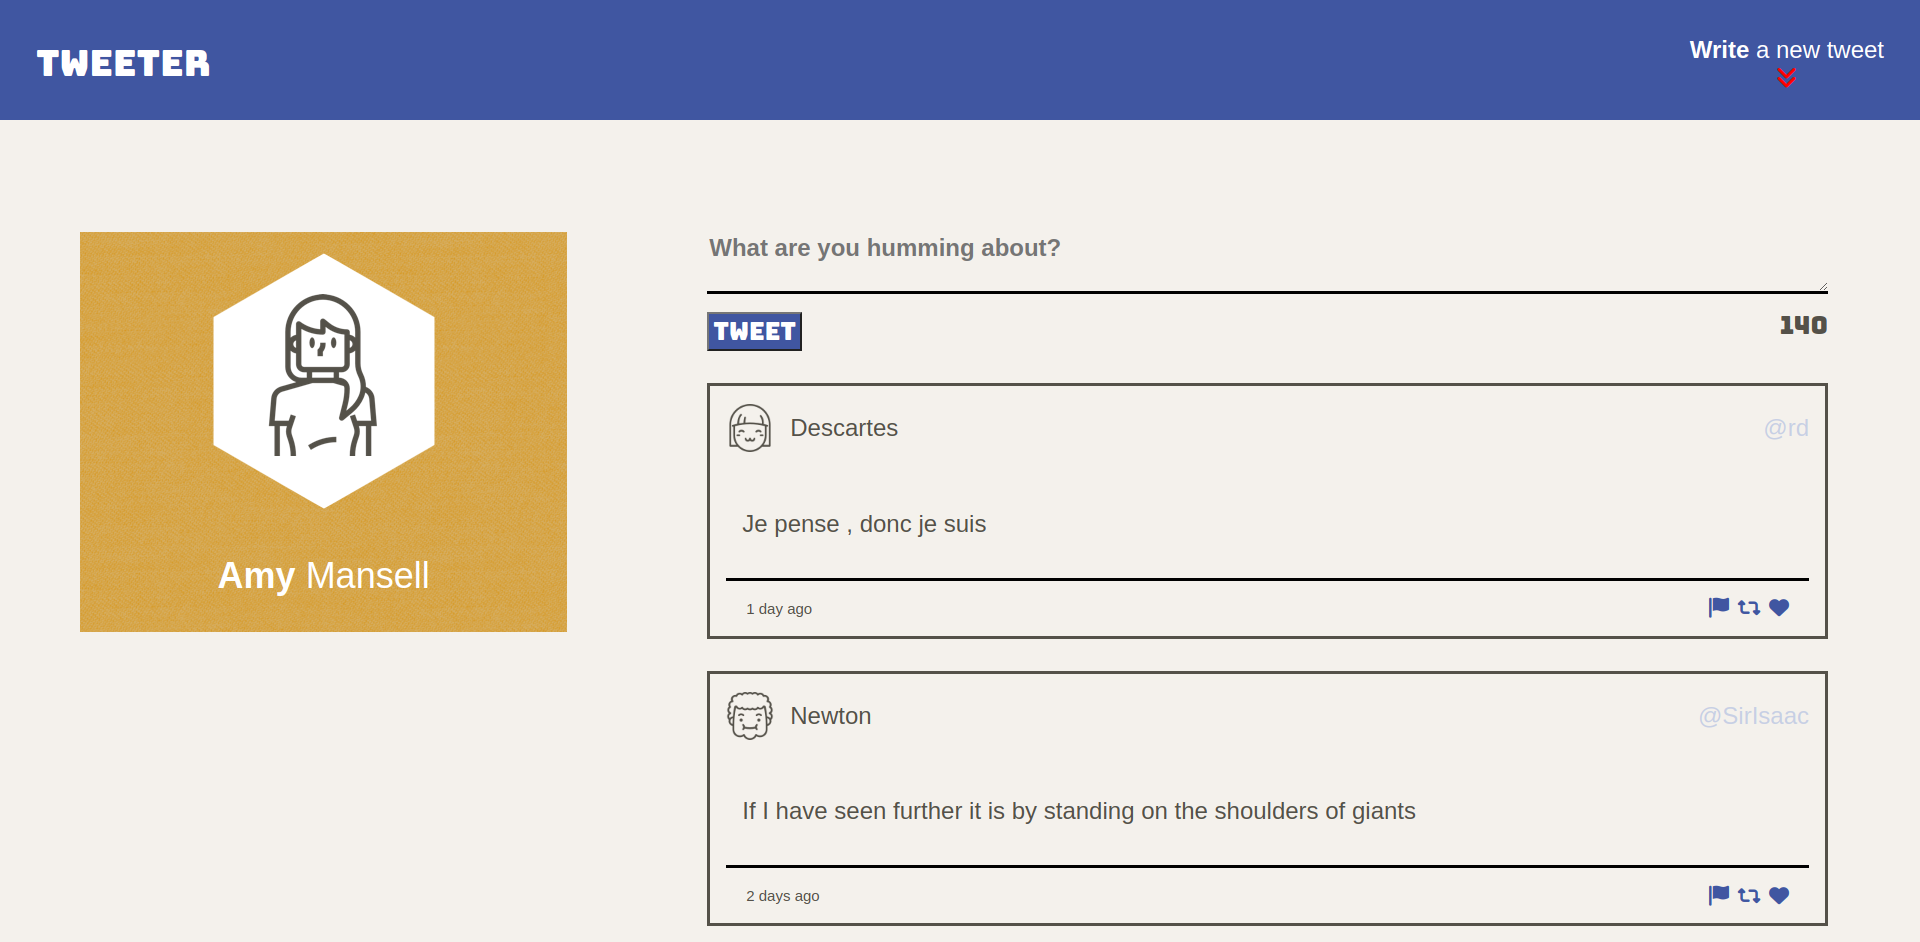 TWEETER
Write a new tweet
What are you humming about?
TWEET
140
Amy Mansell
Descartes
@rd
Je pense , donc je suis
1 day ago
Newton
@SirIsaac
If I have seen further it is by standing on the shoulders of giants
2 days ago